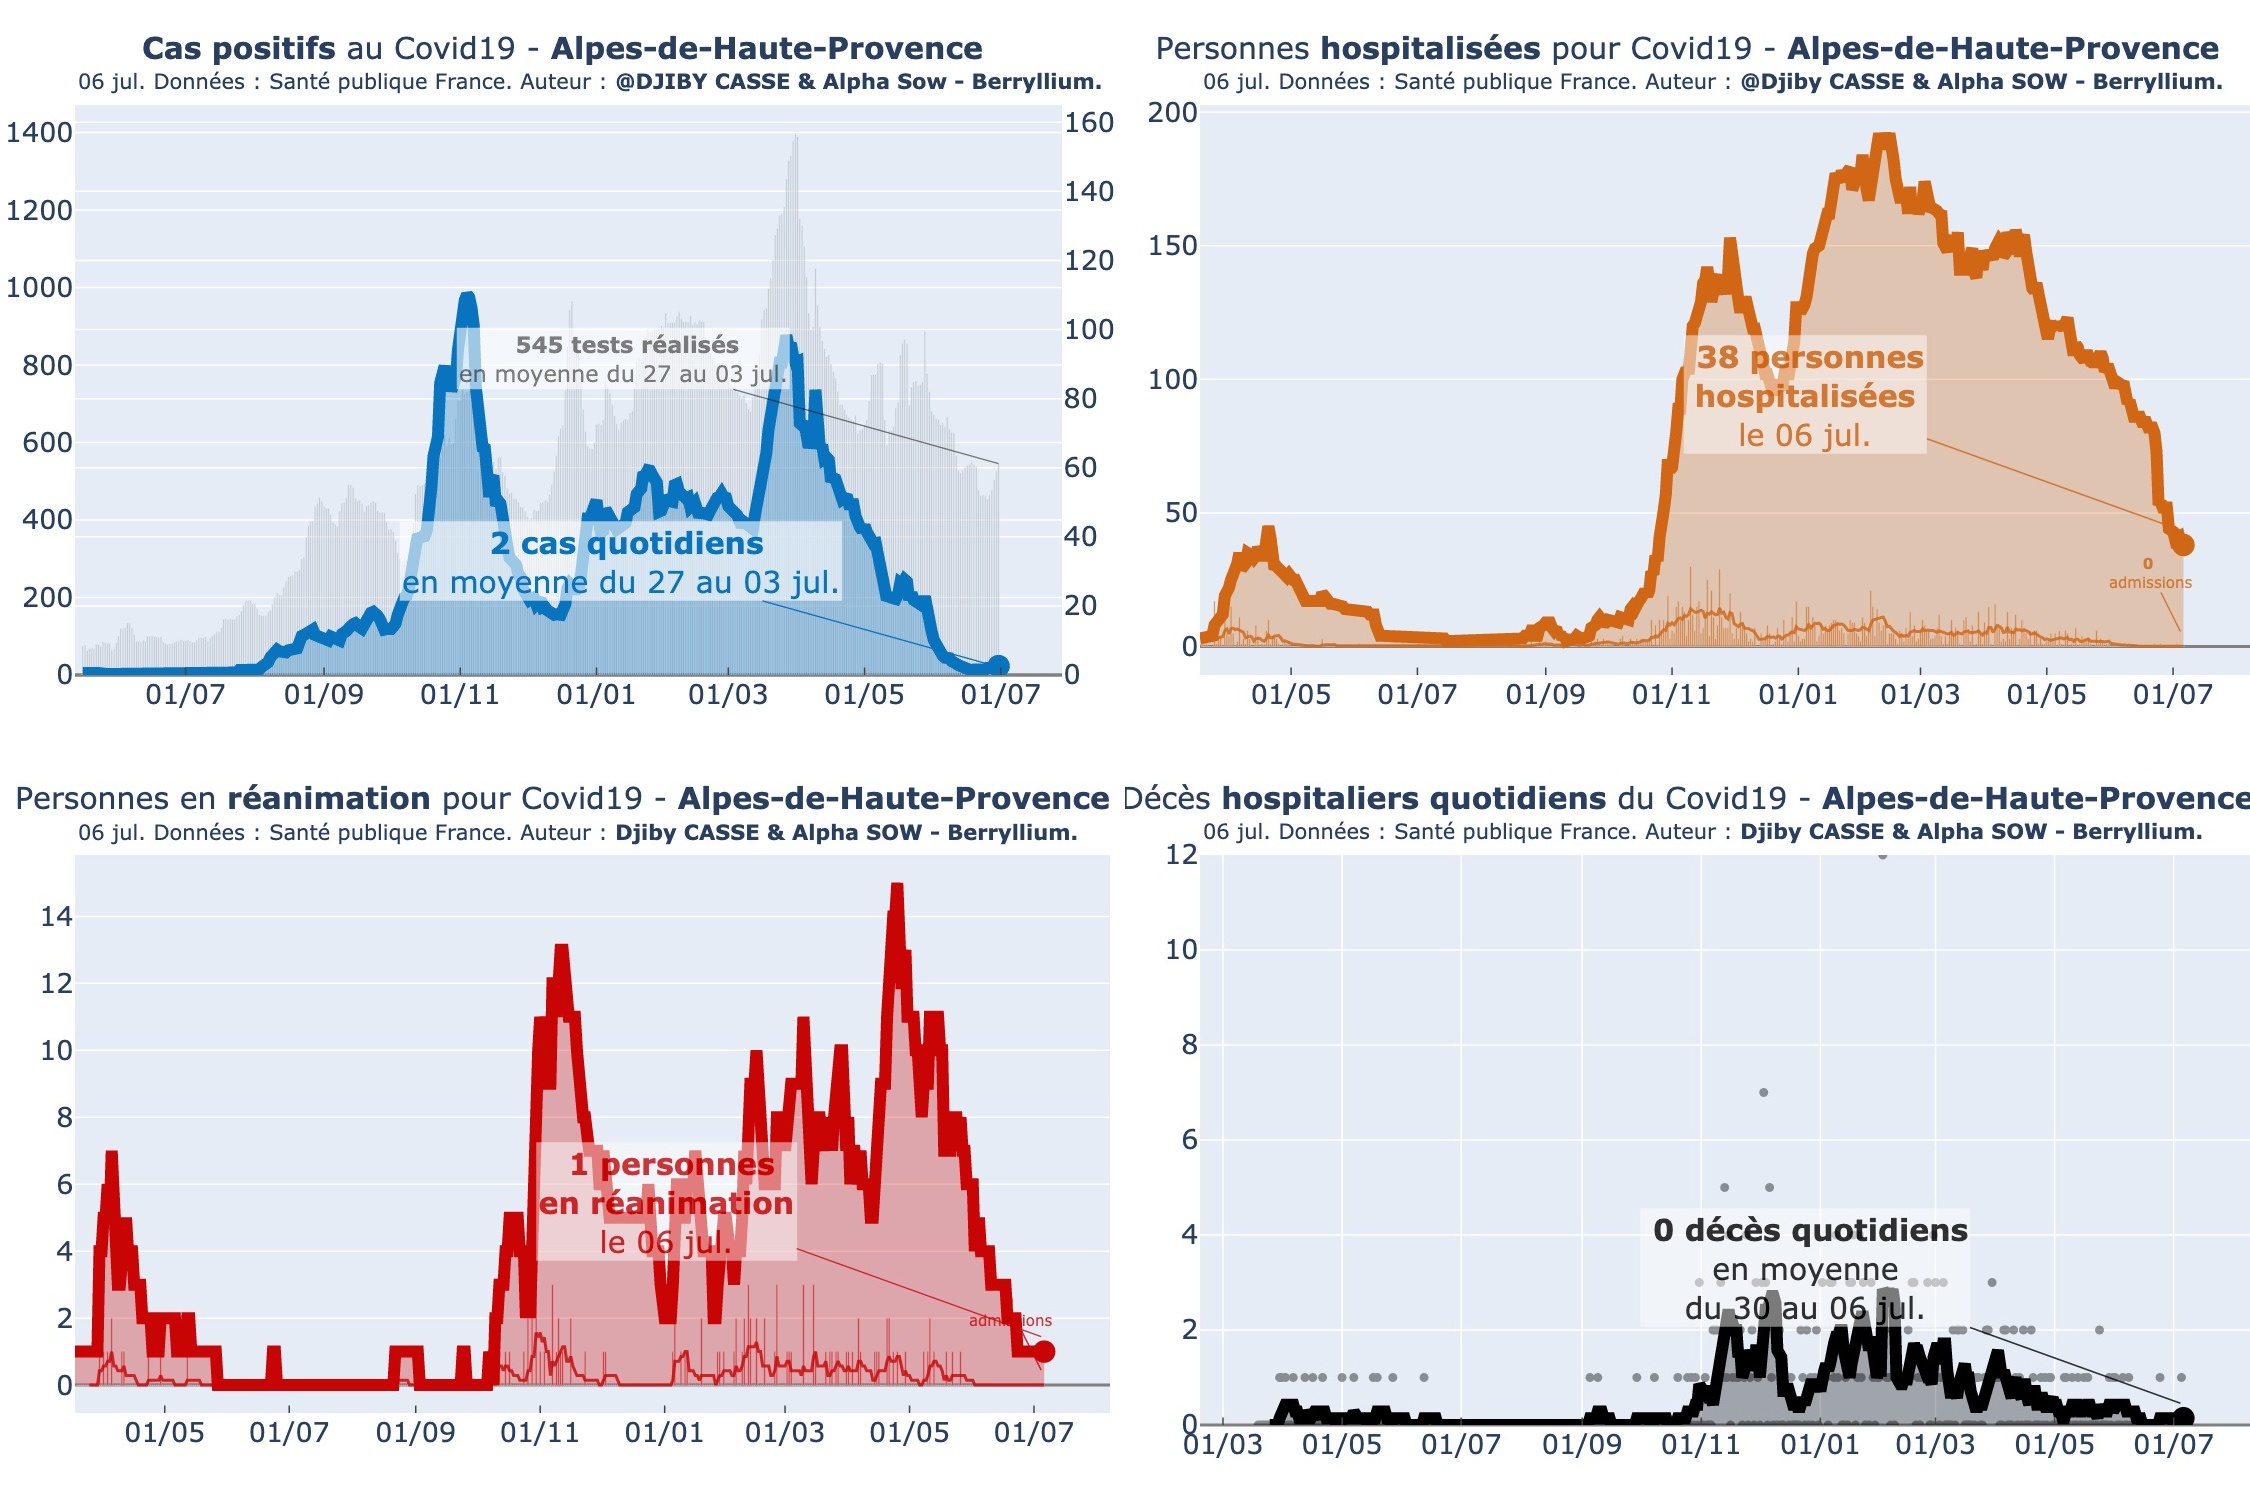 Cas positifs au Covid19 - Alpes-de-Haute-Provence
06 jul. Données : Santé publique France. Auteur : @DJIBY CASSE & Alpha Sow - Berryllium.
1400
1200
1000
800
600
400
200
0
160
140
120
100
80
60
40
20
0
545 tests réalisés
en moyenne du 27 au 03 jul.
2 cas quotidiens
en moyenne du 27 au 03 jul.
01/07 01/09 01/11 01/01 01/03 01/05 01/07
Personnes hospitalisées pour Covid19 - Alpes-de-Haute-Provence
06 jul. Données : Santé publique France. Auteur : @Djiby CASSE & Alpha SOW - Berryllium.
200
150
100
50
0
38 personnes
hospitalisées
le 06 jul.
0
admissions
01/05 01/07 01/09 01/11 01/01 01/03 01/05 01/07
Personnes en réanimation pour Covid19 - Alpes-de-Haute-Provence
06 jul. Données : Santé publique France. Auteur : Djiby CASSE & Alpha SOW - Berryllium.
14
12
10
8
6
4
2
0
1 personnes
en réanimation
le 06 jul.
admissions
01/05 01/07 01/09 01/11 01/01 01/03 01/05 01/07
Décès hospitaliers quotidiens du Covid19 - Alpes-de-Haute-Provence
06 jul. Données : Santé publique France. Auteur : Djiby CASSE & Alpha SOW - Berryllium.
12
10
8
6
4
2
0
0 décès quotidiens
en moyenne
du 30 au 06 jul.
01/03 01/05 01/07 01/09 01/11 01/01 01/03 01/05 01/07